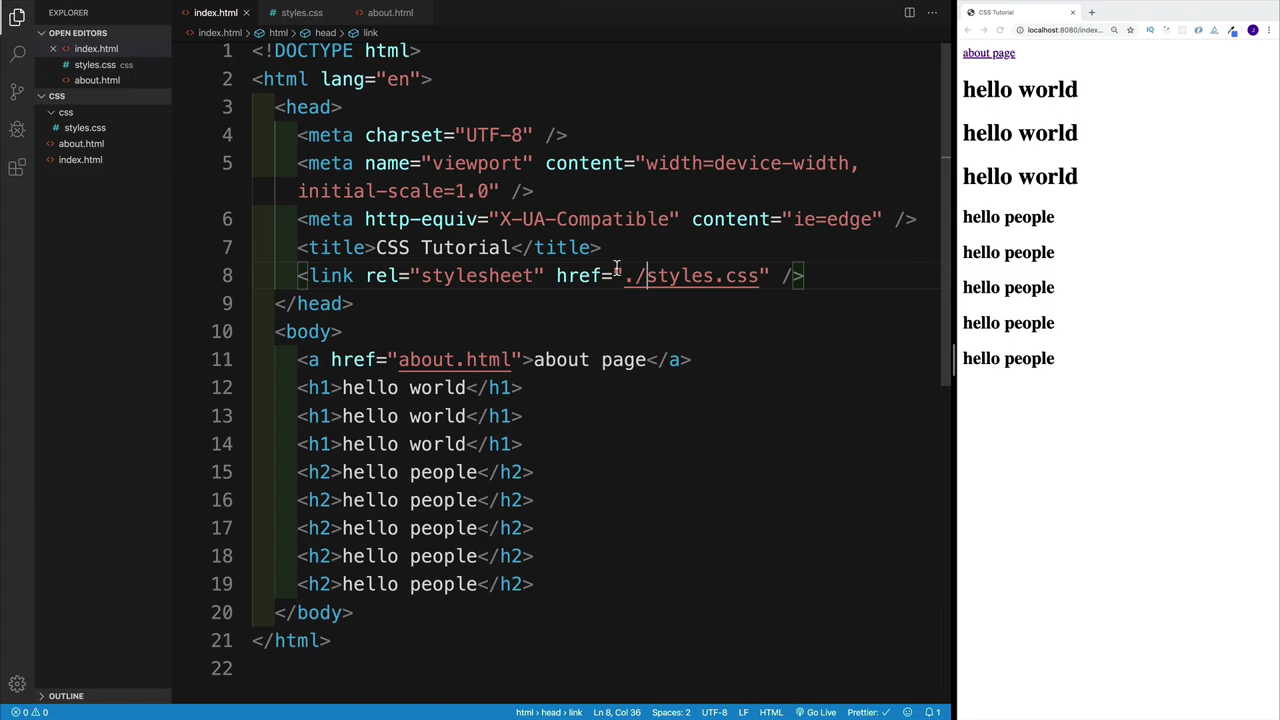 EXPLORER
OPEN EDITORS
index.html
styles.css css
about.html
CSS
css
styles.css
about.html
index.html
OUTLINE
index.html
styles.css
about.html
index.html > html > head > link
1 <!DOCTYPE html>
2 <html lang="en">
3 <head>
4 <meta charset="UTF-8" />
5 <meta name="viewport" content="width=device-width,
initial-scale=1.0" />
6 <meta http-equiv="X-UA-Compatible" content="ie=edge" />
7 <title>CSS Tutorial</title>
8 <link rel="stylesheet" href="./styles.css" />
9 </head>
10 <body>
11 <a href="about.html">about page</a>
12 <h1>hello world</h1>
13 <h1>hello world</h1>
14 <h1>hello world</h1>
15 <h2>hello people</h2>
16 <h2>hello people</h2>
17 <h2>hello people</h2>
18 <h2>hello people</h2>
19 <h2>hello people</h2>
20 </body>
21 </html>
22
0 0 html > head > link Ln 8, Col 36 Spaces: 2 UTF-8 LF HTML Go Live Prettier: ✓ 1
CSS Tutorial
localhost:8080/index... IQ J
about page
hello world
hello world
hello world
hello people
hello people
hello people
hello people
hello people